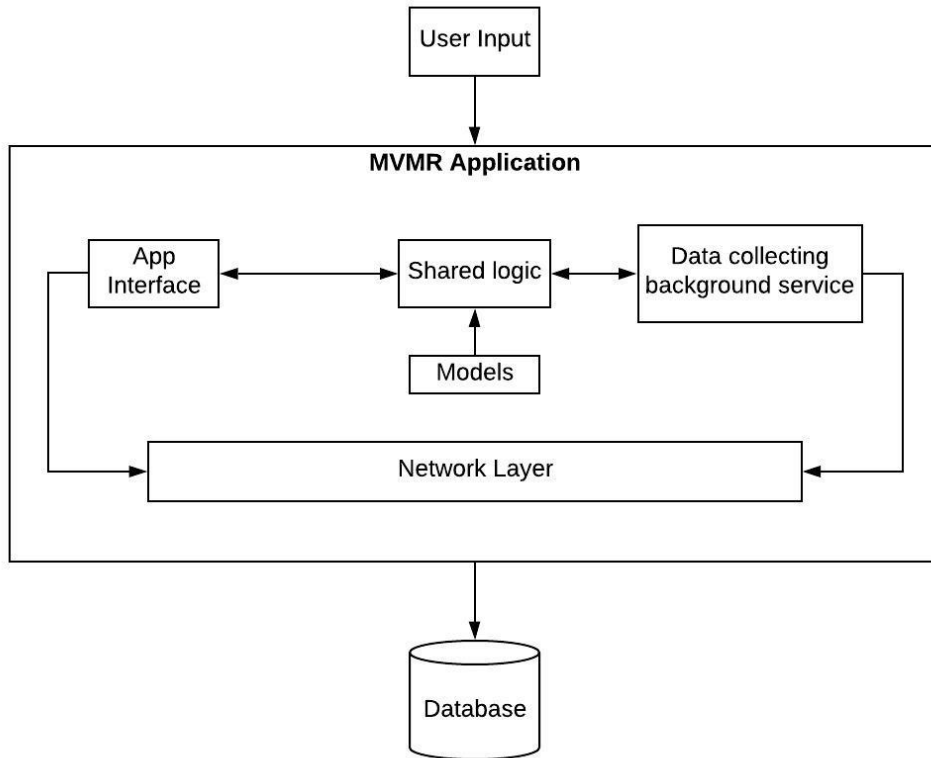 User Input
MVMR Application
App
Interface
Shared logic
Data collecting
background service
Models
Network Layer
Database